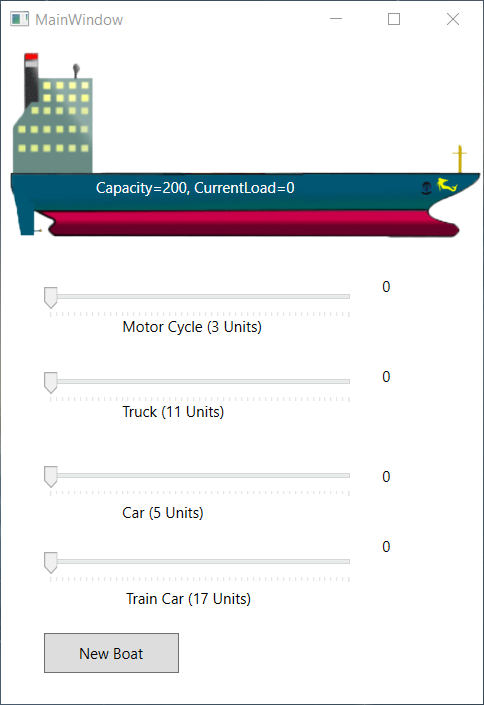 MainWindow
Capacity=200, CurrentLoad=0
0
Motor Cycle (3 Units)
0
Truck (11 Units)
0
Car (5 Units)
0
Train Car (17 Units)
New Boat